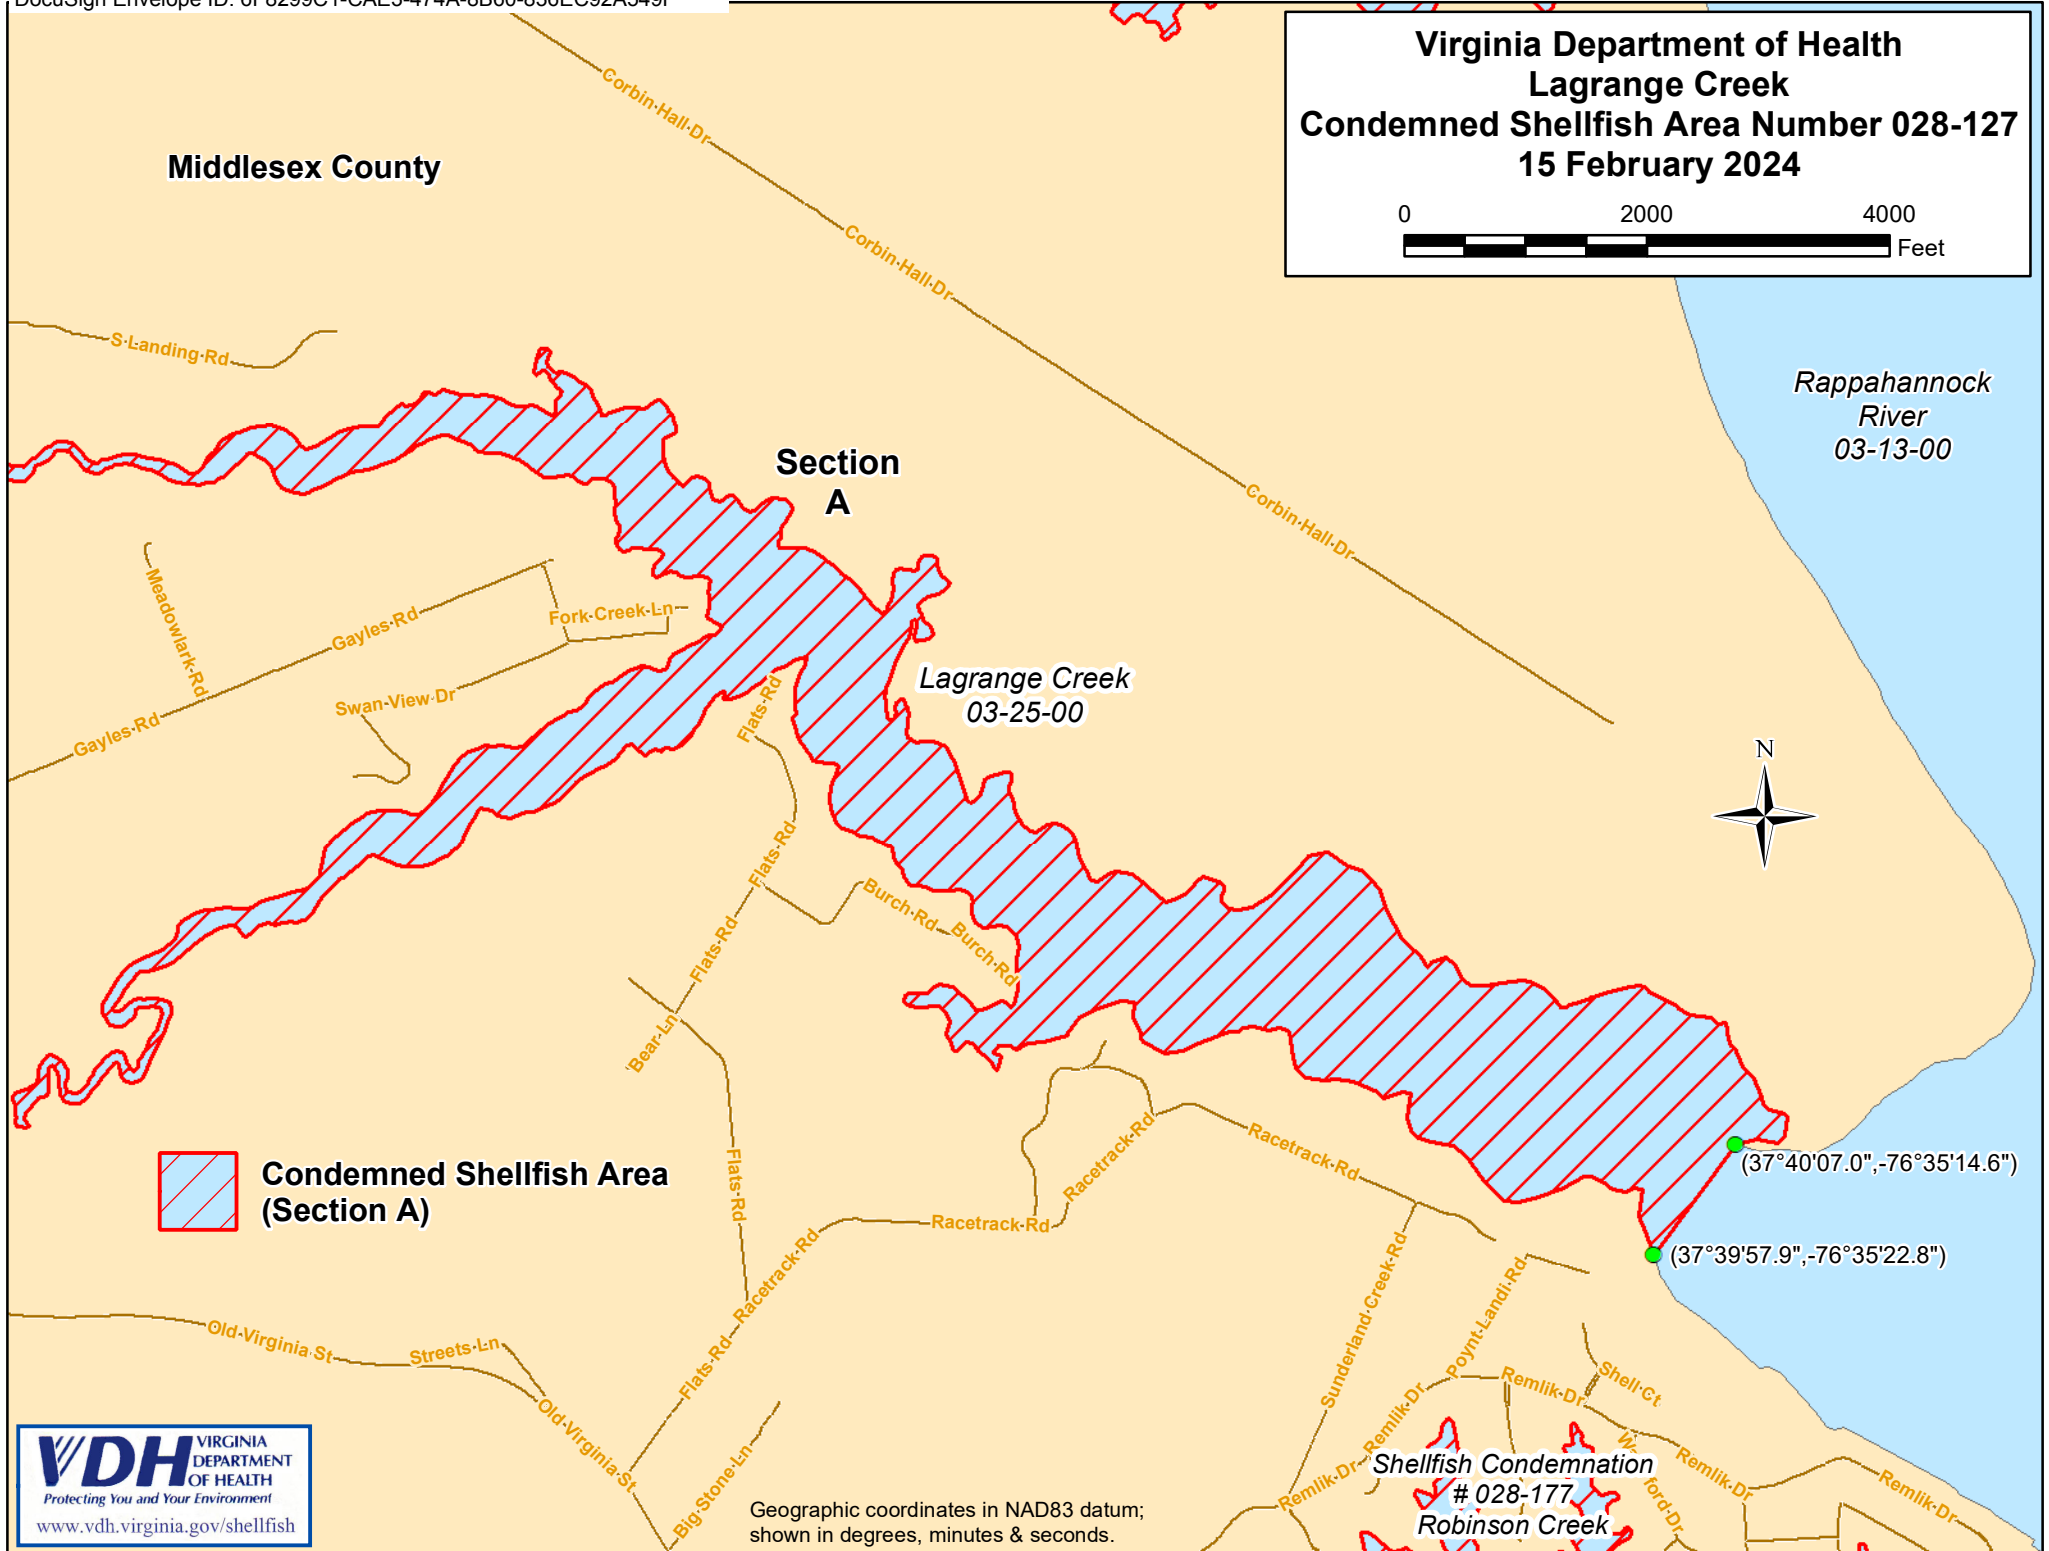 Virginia Department of Health
Lagrange Creek
Condemned Shellfish Area Number 028-127
15 February 2024
0 2000 4000
Feet
Corbin Hall Dr
Middlesex County
Corbin Hall Dr
S Landing Rd
Rappahannock
River
03-13-00
Section
A
Corbin Hall Dr
Meadowlark Rd
Gayles Rd
Fork Creek Ln
Lagrange Creek
03-25-00
Swan View Dr
Gayles Rd
Flats Rd
N
Flats Rd
Burch Rd
Burch Rd
Flats Rd
Bear Ln
Racetrack Rd
Racetrack Rd
(37°40'07.0",-76°35'14.6")
Condemned Shellfish Area
(Section A)
Flats Rd
Racetrack Rd
(37°39'57.9",-76°35'22.8")
Racetrack Rd
Sunderland Creek Rd
Poynt Landi Rd
Old Virginia St
Streets Ln
Flats Rd
Remlik Dr
Shell Ct
Remlik Dr
Old Virginia St
VDH VIRGINIA
DEPARTMENT
OF HEALTH
Protecting You and Your Environment
www.vdh.virginia.gov/shellfish
Big Stone Ln
Remlik Dr
Shellfish Condemnation
# 028-177
Robinson Creek
Remlik Dr
Remlik Dr
Geographic coordinates in NAD83 datum;
shown in degrees, minutes & seconds.